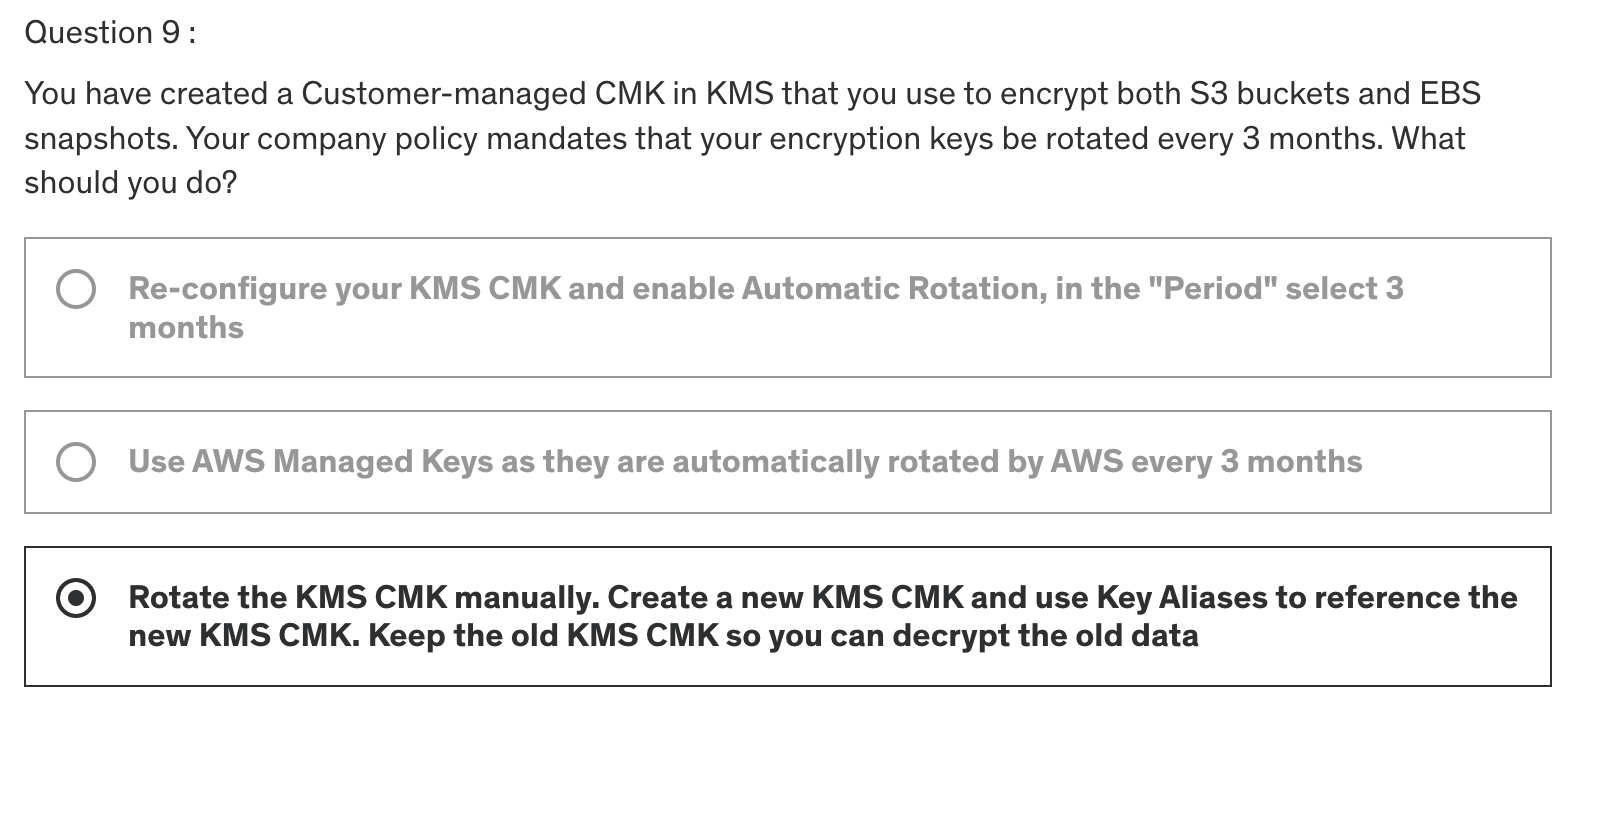 Question 9 :
You have created a Customer-managed CMK in KMS that you use to encrypt both S3 buckets and EBS
snapshots. Your company policy mandates that your encryption keys be rotated every 3 months. What
should you do?
Re-configure your KMS CMK and enable Automatic Rotation, in the "Period" select 3
months
Use AWS Managed Keys as they are automatically rotated by AWS every 3 months
Rotate the KMS CMK manually. Create a new KMS CMK and use Key Aliases to reference the
new KMS CMK. Keep the old KMS CMK so you can decrypt the old data